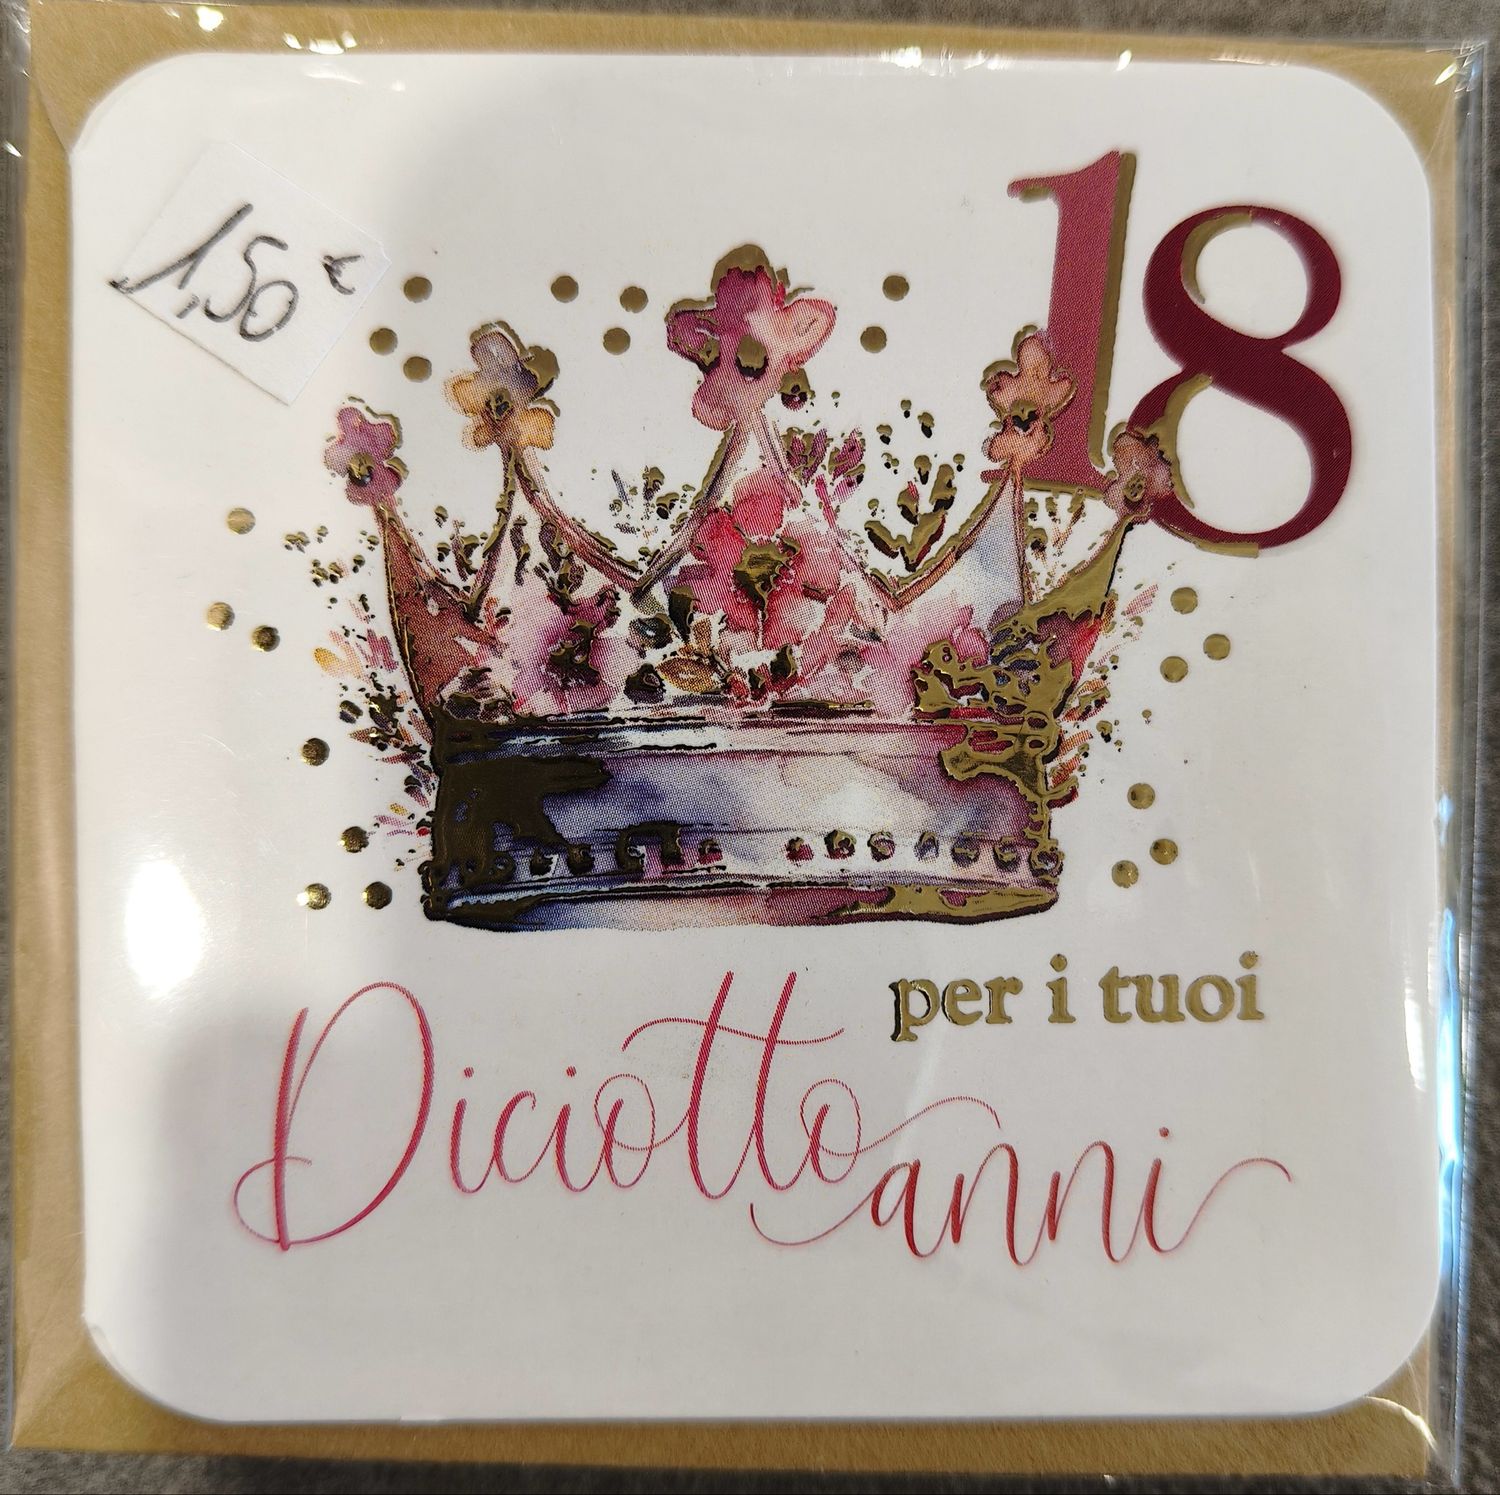 1,50 €
18
per i tuoi
Diciotto
anni